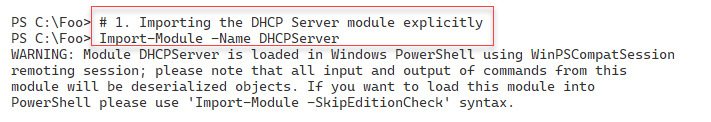 PS C:\Foo> # 1. Importing the DHCP Server module explicitly
PS C:\Foo> Import-Module -Name DHCPServer
WARNING: Module DHCPServer is loaded in Windows PowerShell using WinPSCompatSession
remoting session; please note that all input and output of commands from this
module will be deserialized objects. If you want to load this module into
PowerShell please use 'Import-Module -SkipEditionCheck' syntax.